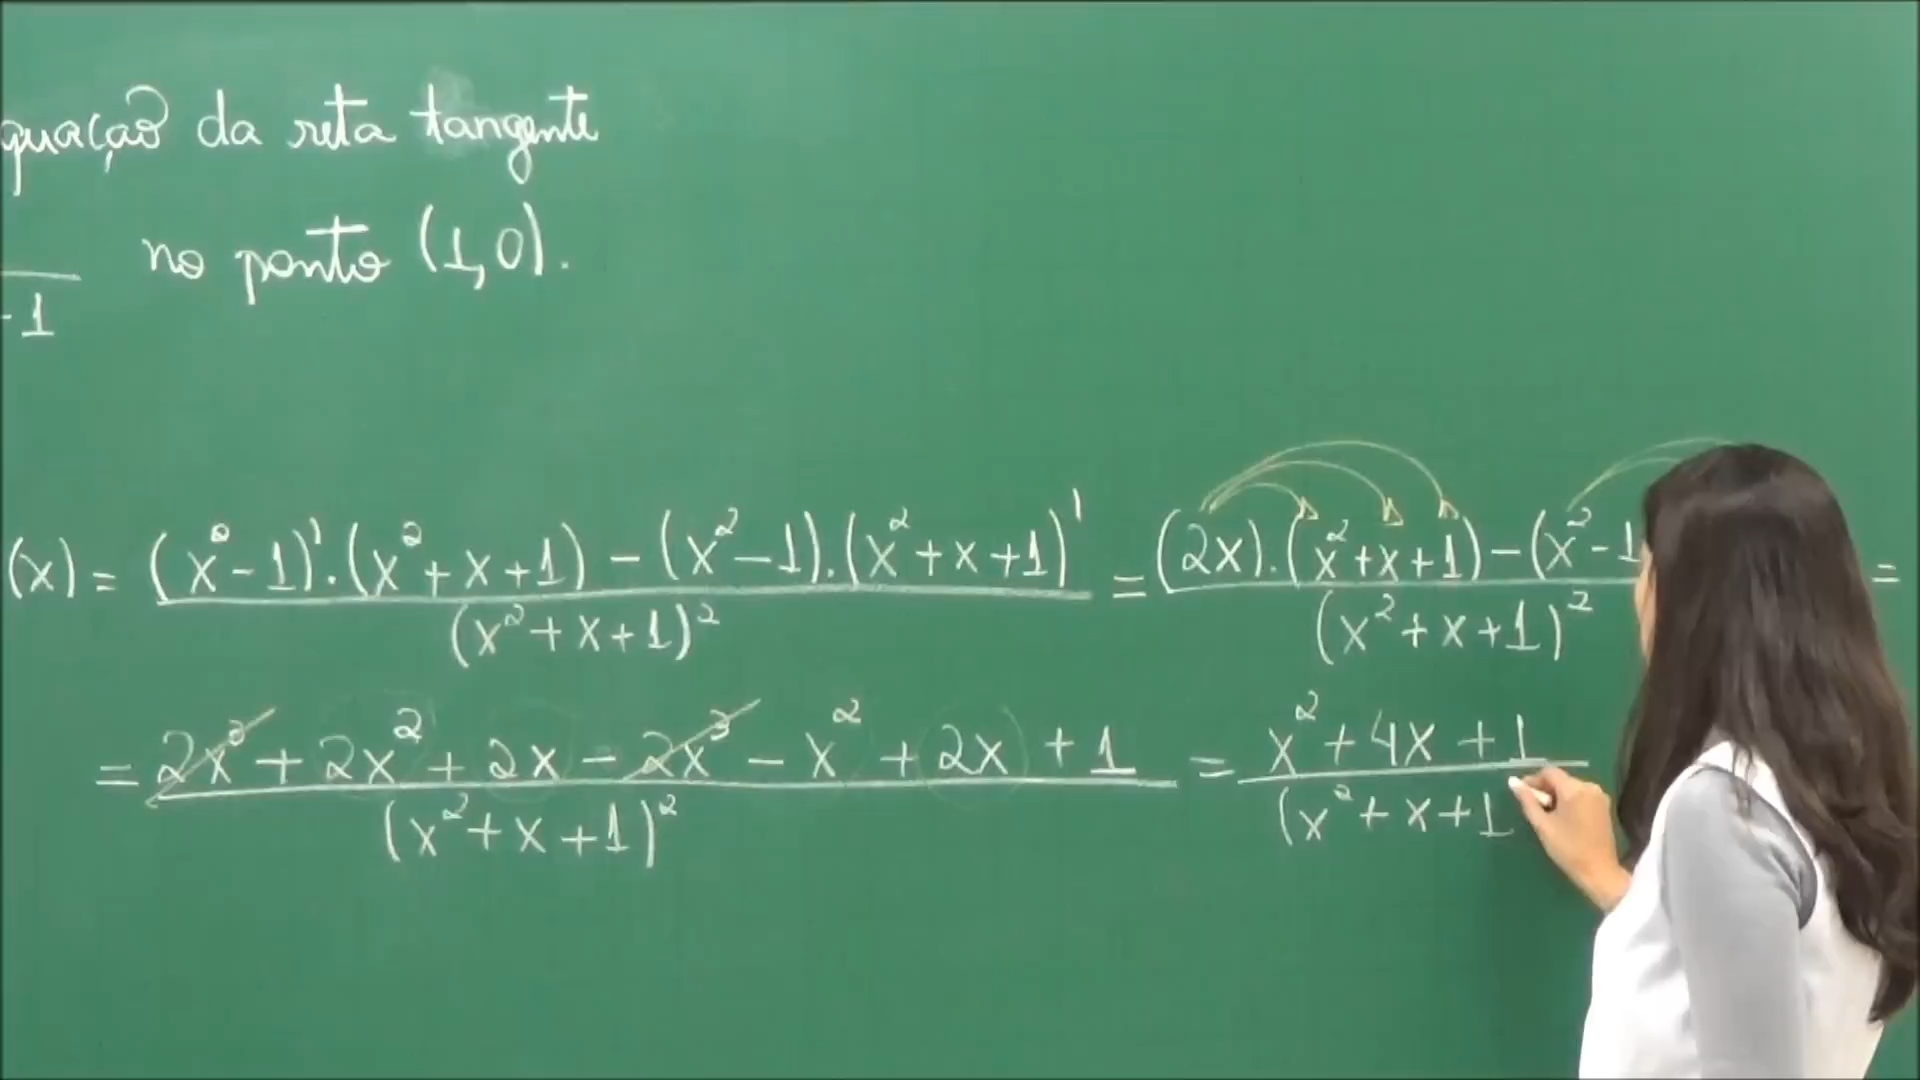 quação da reta tangente
no ponto (1,0).
-1
(x) = (x²-1)'.(x²+x+1) - (x²-1).(x²+x+1)' / (x²+x+1)² = (2x).(x²+x+1)-(x²-1 / (x²+x+1)² =
= 2x³ + 2x² + 2x - 2x³ - x² + 2x + 1 / (x²+x+1)² = x²+4x+1 / (x²+x+1